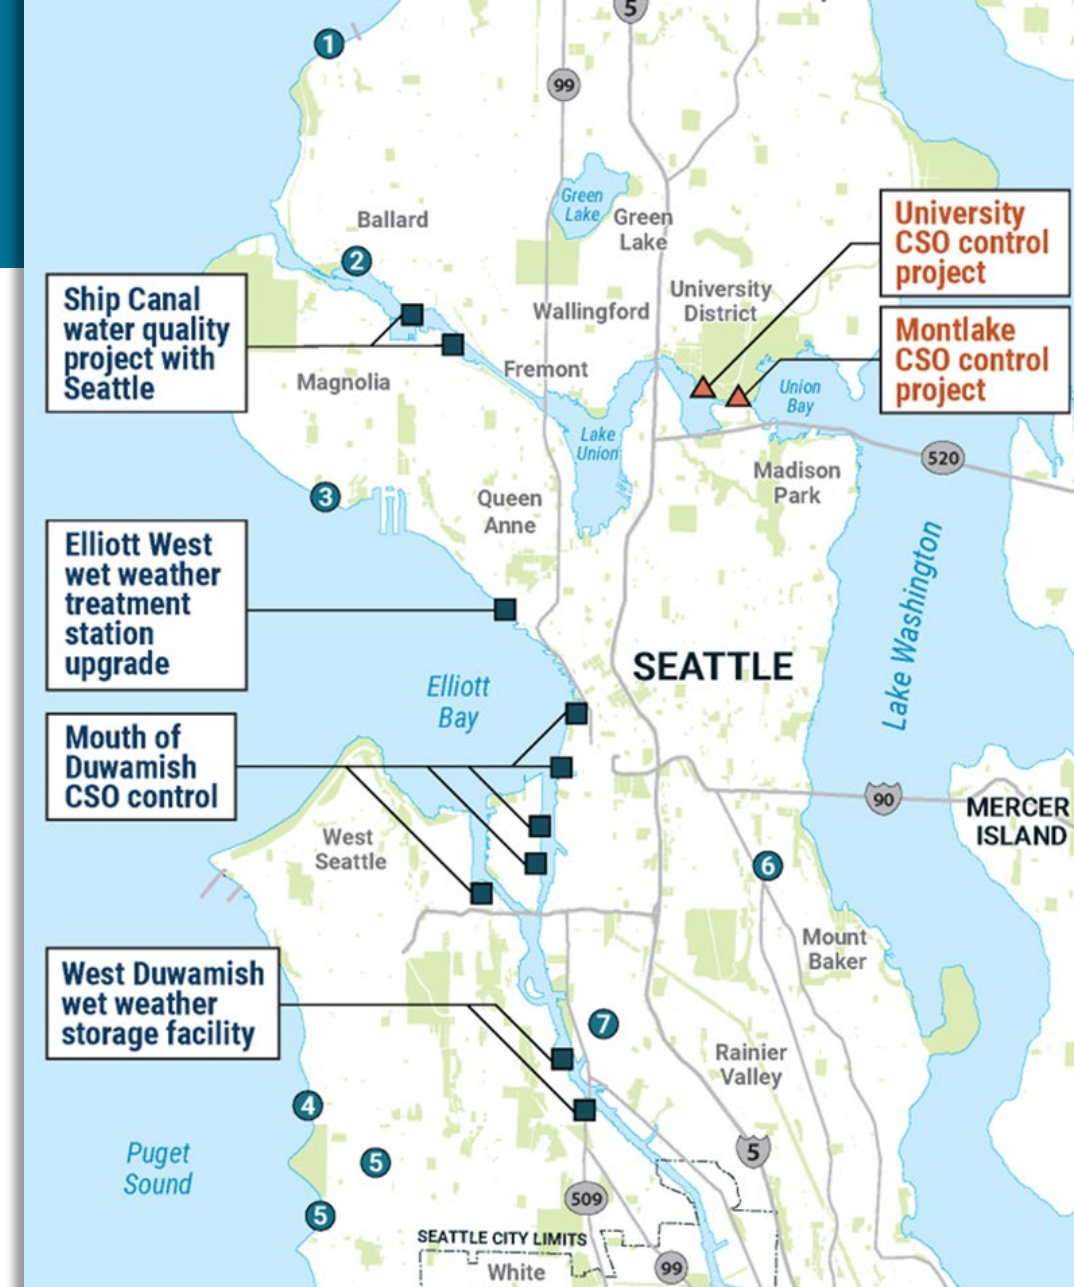 5
1
99
Green
Lake
Ballard
Green
Lake
University
CSO control
project
2
Ship Canal
water quality
project with
Seattle
University
District
Wallingford
Montlake
CSO control
project
Fremont
Magnolia
Union
Bay
Lake
Union
520
Madison
Park
3
Queen
Anne
Elliott West
wet weather
treatment
station
upgrade
Lake Washington
SEATTLE
Elliott
Bay
Mouth of
Duwamish
CSO control
90
MERCER
ISLAND
West
Seattle
6
Mount
Baker
West Duwamish
wet weather
storage facility
7
Rainier
Valley
4
5
Puget
Sound
5
5
509
SEATTLE CITY LIMITS
99
White